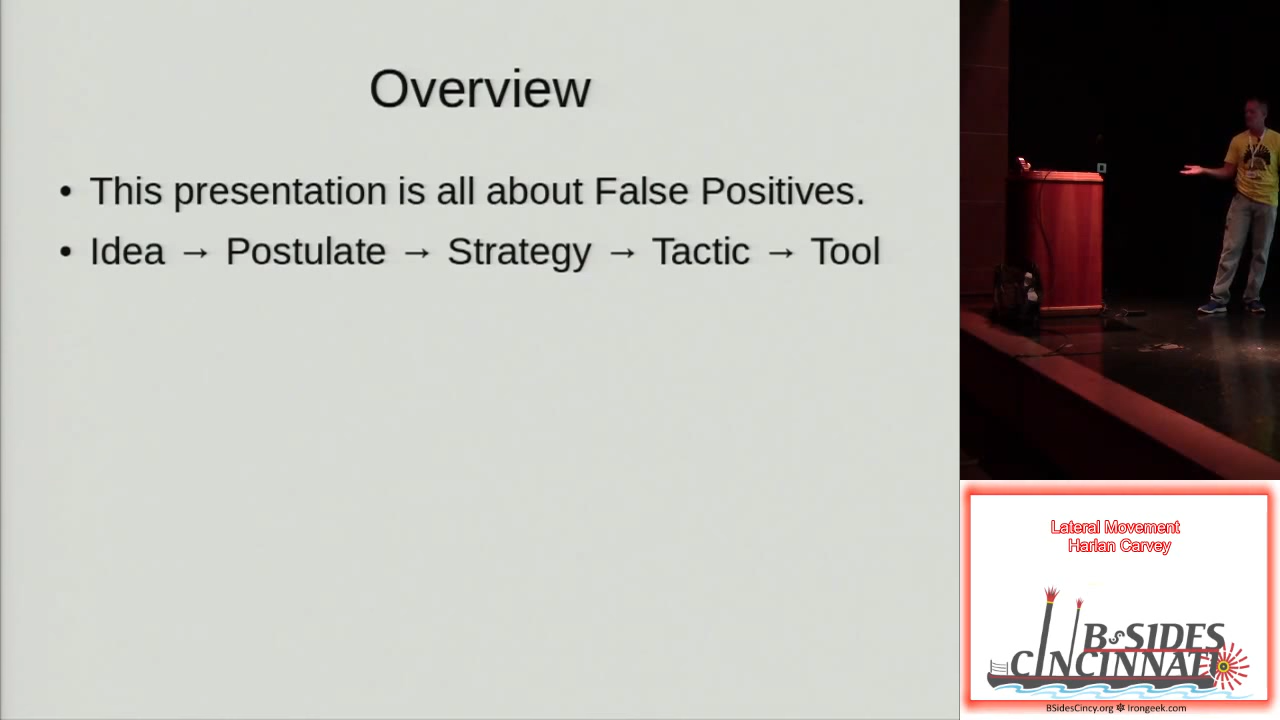 Overview
• This presentation is all about False Positives.
• Idea → Postulate → Strategy → Tactic → Tool
Lateral Movement
Harlan Carvey
BSIDES
CINCINNATI
BSidesCincy.org ✽ Irongeek.com